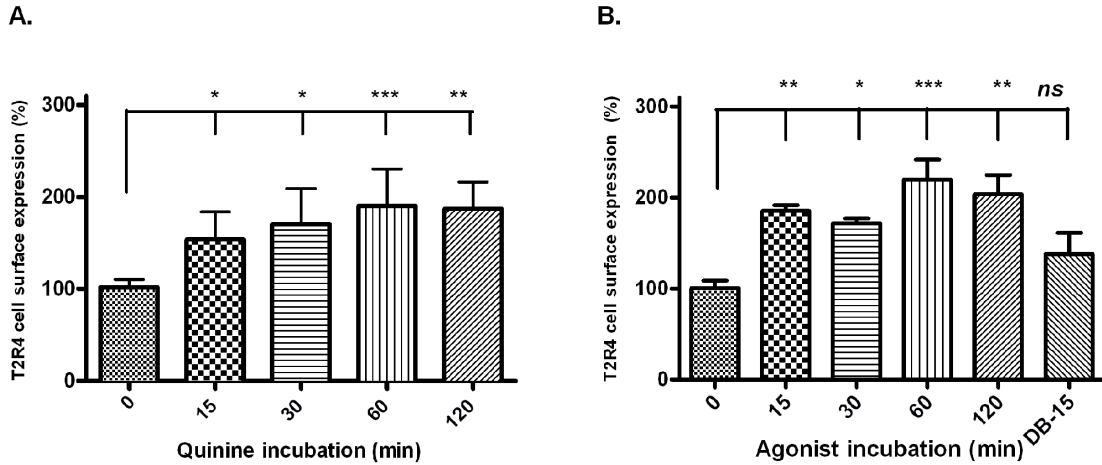 A.
T2R4 cell surface expression (%)
300
200
100
0
* * *** **
0 15 30 60 120
Quinine incubation (min)
B.
T2R4 cell surface expression (%)
300
200
100
0
** * *** ** ns
0 15 30 60 120 DB-15
Agonist incubation (min)